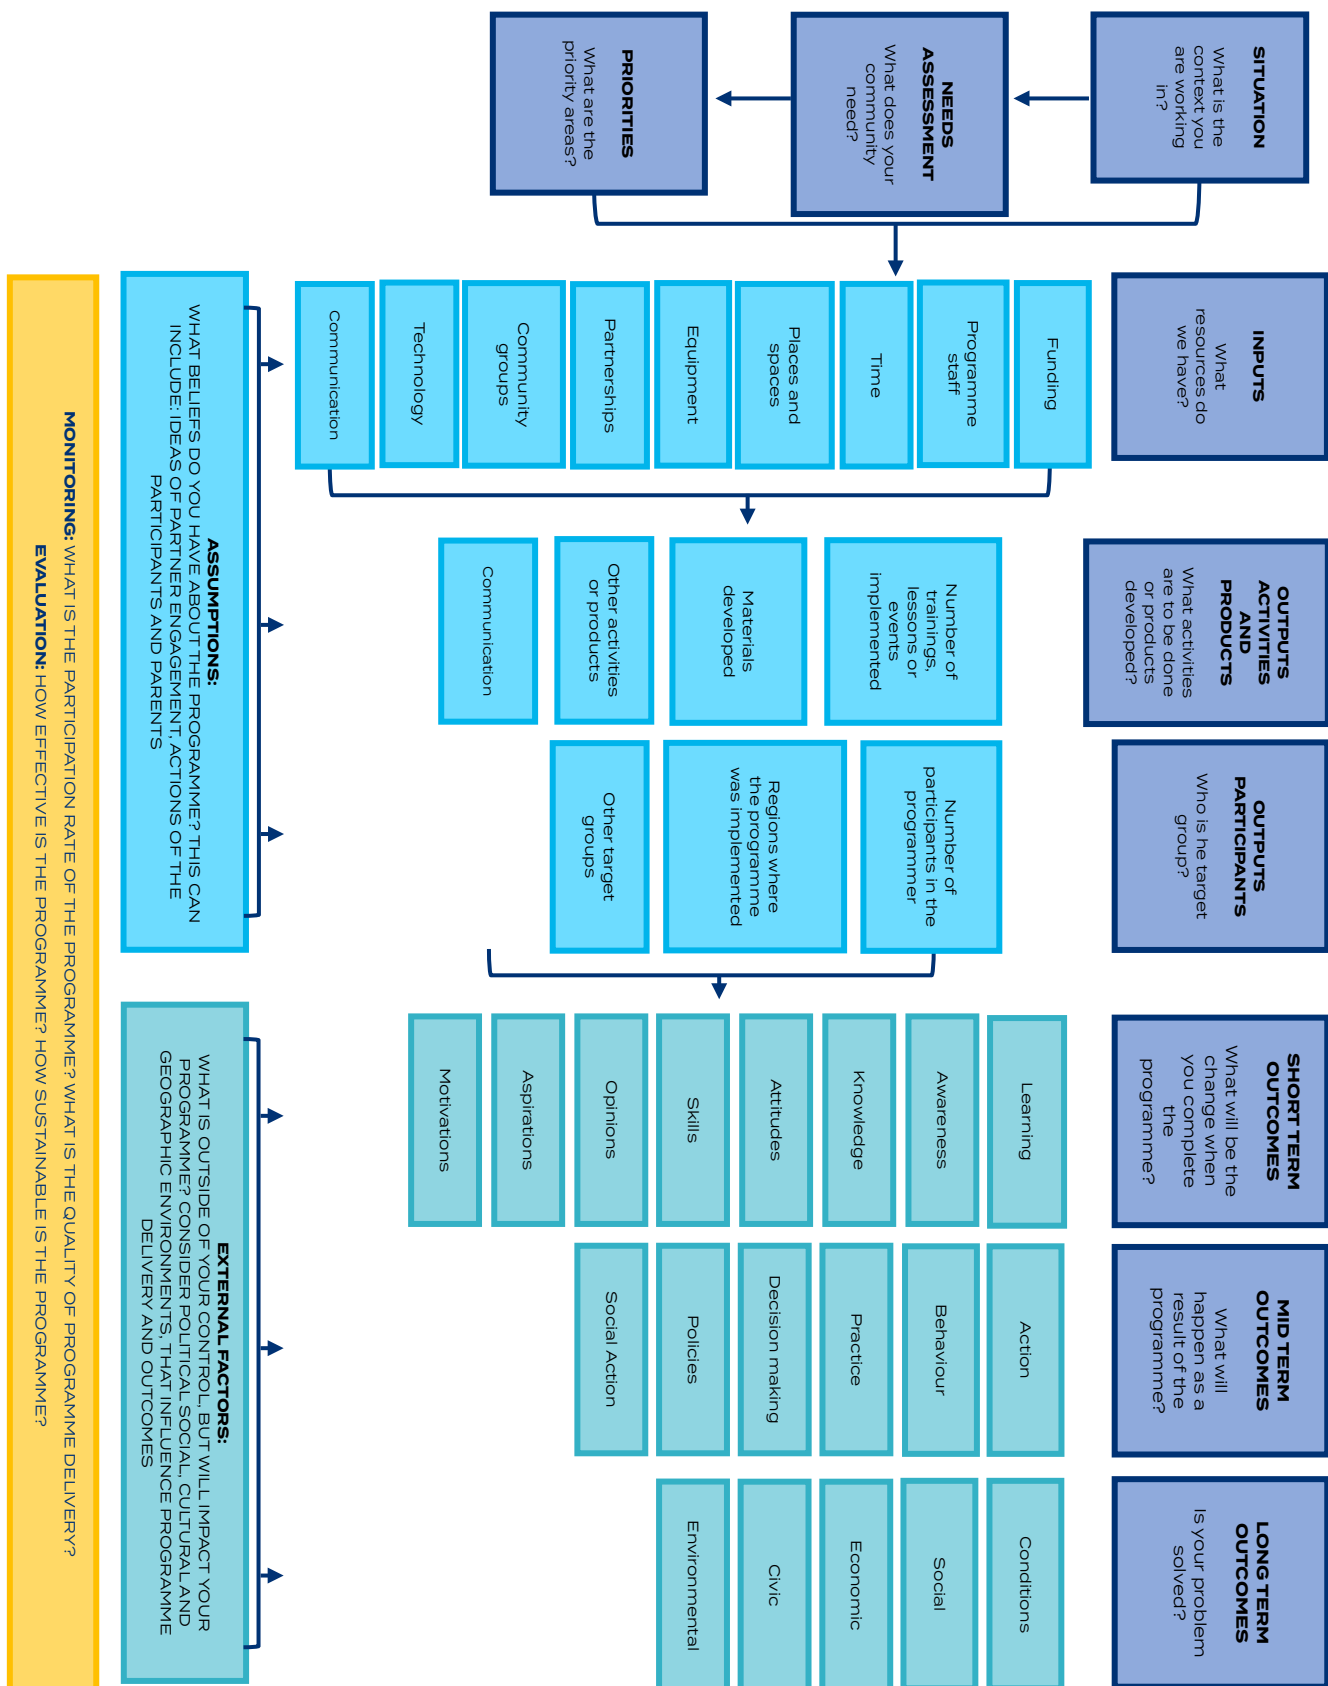 SITUATION
What is the
context you
are working
in?
NEEDS
ASSESSMENT
What does your
community
need?
PRIORITIES
What are the
priority areas?
INPUTS
What
resources do
we have?
Funding
Programme
staff
Time
Places and
spaces
Equipment
Partnerships
Community
groups
Technology
Communication
OUTPUTS
ACTIVITIES
AND
PRODUCTS
What activities
are to be done
or products
developed?
Number of
trainings,
lessons or
events
implemented
Materials
developed
Other activities
or products
Communication
OUTPUTS
PARTICIPANTS
Who is he target
group?
Number of
participants in the
programmer
Regions where
the programme
was implemented
Other target
groups
SHORT TERM
OUTCOMES
What will be the
change when
you complete
the
programme?
Learning
Awareness
Knowledge
Attitudes
Skills
Opinions
Aspirations
Motivations
MID TERM
OUTCOMES
What will
happen as a
result of the
programme?
Action
Behaviour
Practice
Decision making
Policies
Social Action
LONG TERM
OUTCOMES
Is your problem
solved?
Conditions
Social
Economic
Civic
Environmental
ASSUMPTIONS:
WHAT BELIEFS DO YOU HAVE ABOUT THE PROGRAMME? THIS CAN
INCLUDE: IDEAS OF PARTNER ENGAGEMENT, ACTIONS OF THE
PARTICIPANTS AND PARENTS
EXTERNAL FACTORS:
WHAT IS OUTSIDE OF YOUR CONTROL, BUT WILL IMPACT YOUR
PROGRAMME? CONSIDER POLITICAL SOCIAL, CULTURAL AND
GEOGRAPHIC ENVIRONMENTS, THAT INFLUENCE PROGRAMME
DELIVERY AND OUTCOMES
MONITORING: WHAT IS THE PARTICIPATION RATE OF THE PROGRAMME? WHAT IS THE QUALITY OF PROGRAMME DELIVERY?
EVALUATION: HOW EFFECTIVE IS THE PROGRAMME? HOW SUSTAINABLE IS THE PROGRAMME?